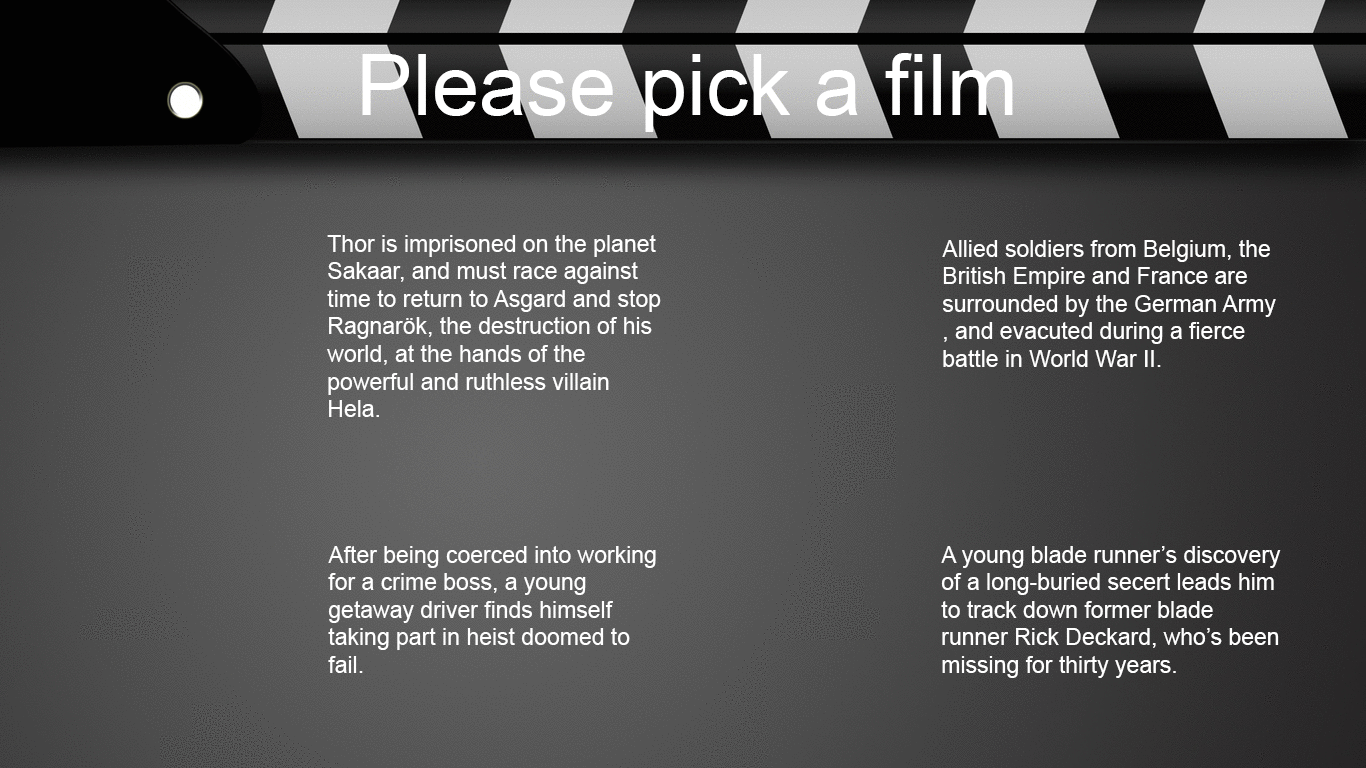 Please pick a film
Thor is imprisoned on the planet
Sakaar, and must race against
time to return to Asgard and stop
Ragnarök, the destruction of his
world, at the hands of the
powerful and ruthless villain
Hela.
Allied soldiers from Belgium, the
British Empire and France are
surrounded by the German Army
, and evacuted during a fierce
battle in World War II.
After being coerced into working
for a crime boss, a young
getaway driver finds himself
taking part in heist doomed to
fail.
A young blade runner’s discovery
of a long-buried secert leads him
to track down former blade
runner Rick Deckard, who’s been
missing for thirty years.